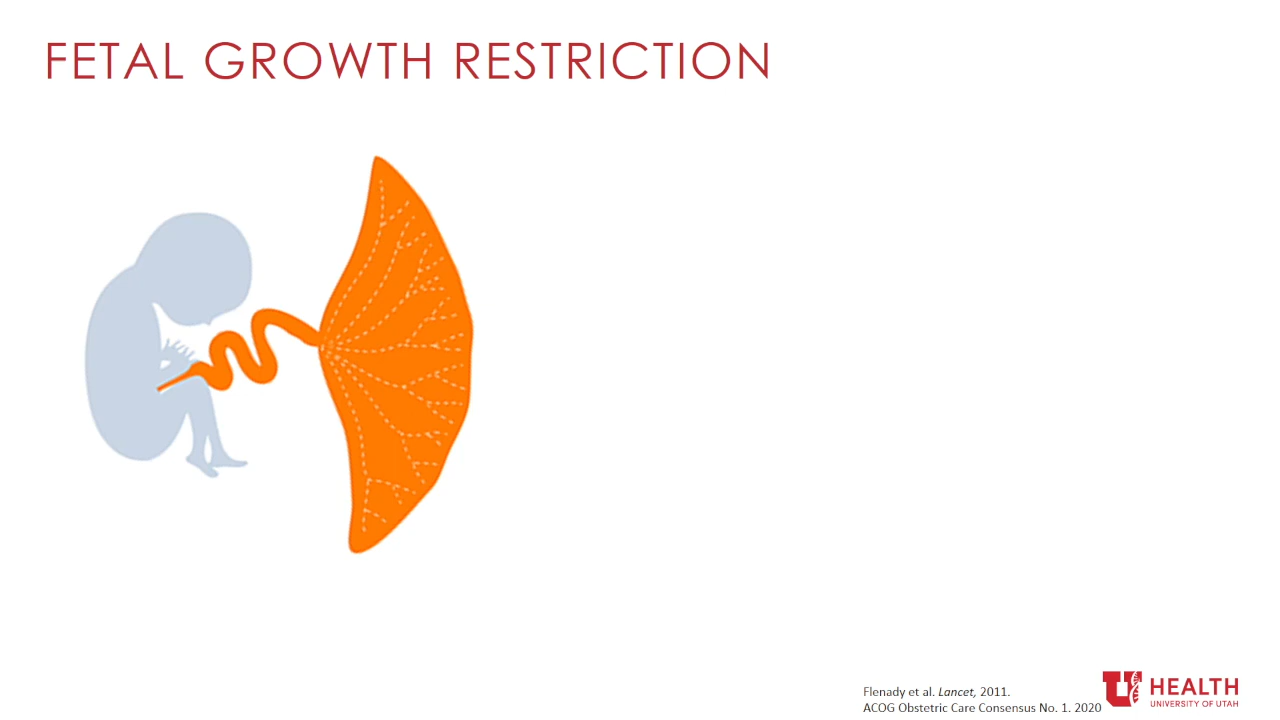 FETAL GROWTH RESTRICTION
Flenady et al. Lancet, 2011.
ACOG Obstetric Care Consensus No. 1. 2020
U
HEALTH
UNIVERSITY OF UTAH